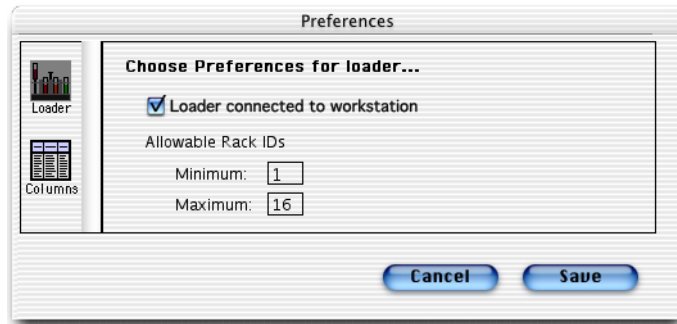 Preferences
Choose Preferences for loader...
Loader
Loader connected to workstation
Allowable Rack IDs
Minimum: 1
Columns
Maximum: 16
Cancel Save